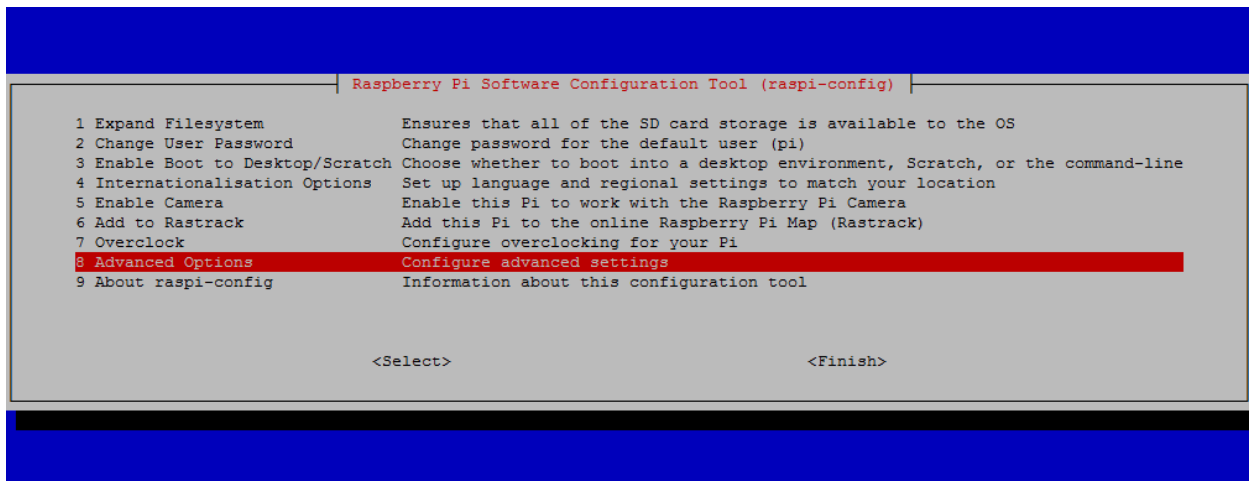 Raspberry Pi Software Configuration Tool (raspi-config)
1 Expand Filesystem Ensures that all of the SD card storage is available to the OS
2 Change User Password Change password for the default user (pi)
3 Enable Boot to Desktop/Scratch Choose whether to boot into a desktop environment, Scratch, or the command-line
4 Internationalisation Options Set up language and regional settings to match your location
5 Enable Camera Enable this Pi to work with the Raspberry Pi Camera
6 Add to Rastrack Add this Pi to the online Raspberry Pi Map (Rastrack)
7 Overclock Configure overclocking for your Pi
8 Advanced Options Configure advanced settings
9 About raspi-config Information about this configuration tool
<Select> <Finish>